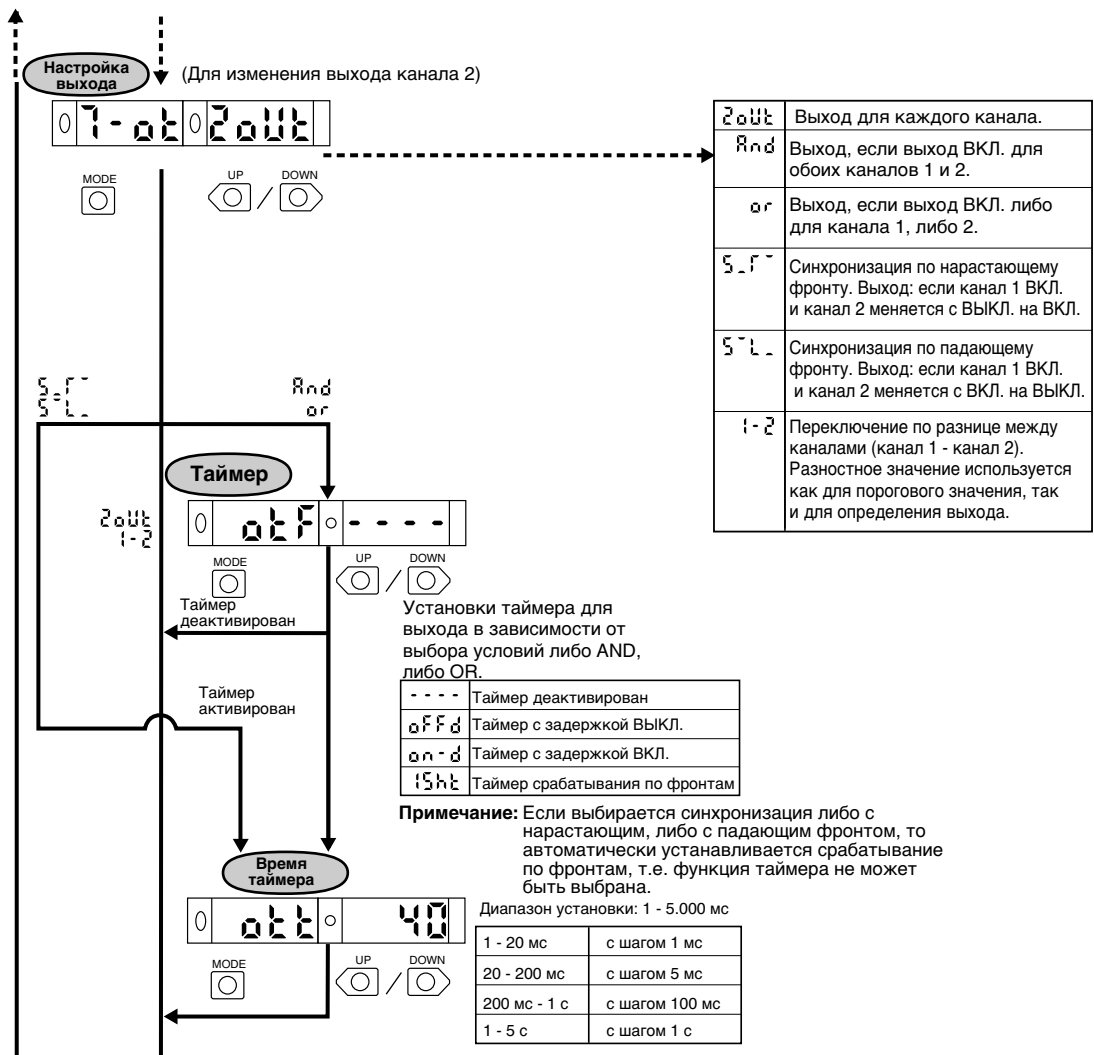 Настройка
выхода
(Для изменения выхода канала 2)
7-ot 2oUt
MODE
UP
DOWN
2oUt Выход для каждого канала.
And Выход, если выход ВКЛ. для
обоих каналов 1 и 2.
or Выход, если выход ВКЛ. либо
для канала 1, либо 2.
Синхронизация по нарастающему
фронту. Выход: если канал 1 ВКЛ.
и канал 2 меняется с ВЫКЛ. на ВКЛ.
Синхронизация по падающему
фронту. Выход: если канал 1 ВКЛ.
и канал 2 меняется с ВКЛ. на ВЫКЛ.
1-2 Переключение по разнице между
каналами (канал 1 - канал 2).
Разностное значение используется
как для порогового значения, так
и для определения выхода.
And
or
Таймер
2oUt
1-2
otF ----
MODE
UP
DOWN
Таймер
деактивирован
Установки таймера для
выхода в зависимости от
выбора условий либо AND,
либо OR.
---- Таймер деактивирован
oFFd Таймер с задержкой ВЫКЛ.
on-d Таймер с задержкой ВКЛ.
1Sht Таймер срабатывания по фронтам
Таймер
активирован
Примечание: Если выбирается синхронизация либо с
нарастающим, либо с падающим фронтом, то
автоматически устанавливается срабатывание
по фронтам, т.е. функция таймера не может
быть выбрана.
Время
таймера
ott 40
MODE
UP
DOWN
Диапазон установки: 1 - 5.000 мс
1 - 20 мс с шагом 1 мс
20 - 200 мс с шагом 5 мс
200 мс - 1 с с шагом 100 мс
1 - 5 с с шагом 1 с